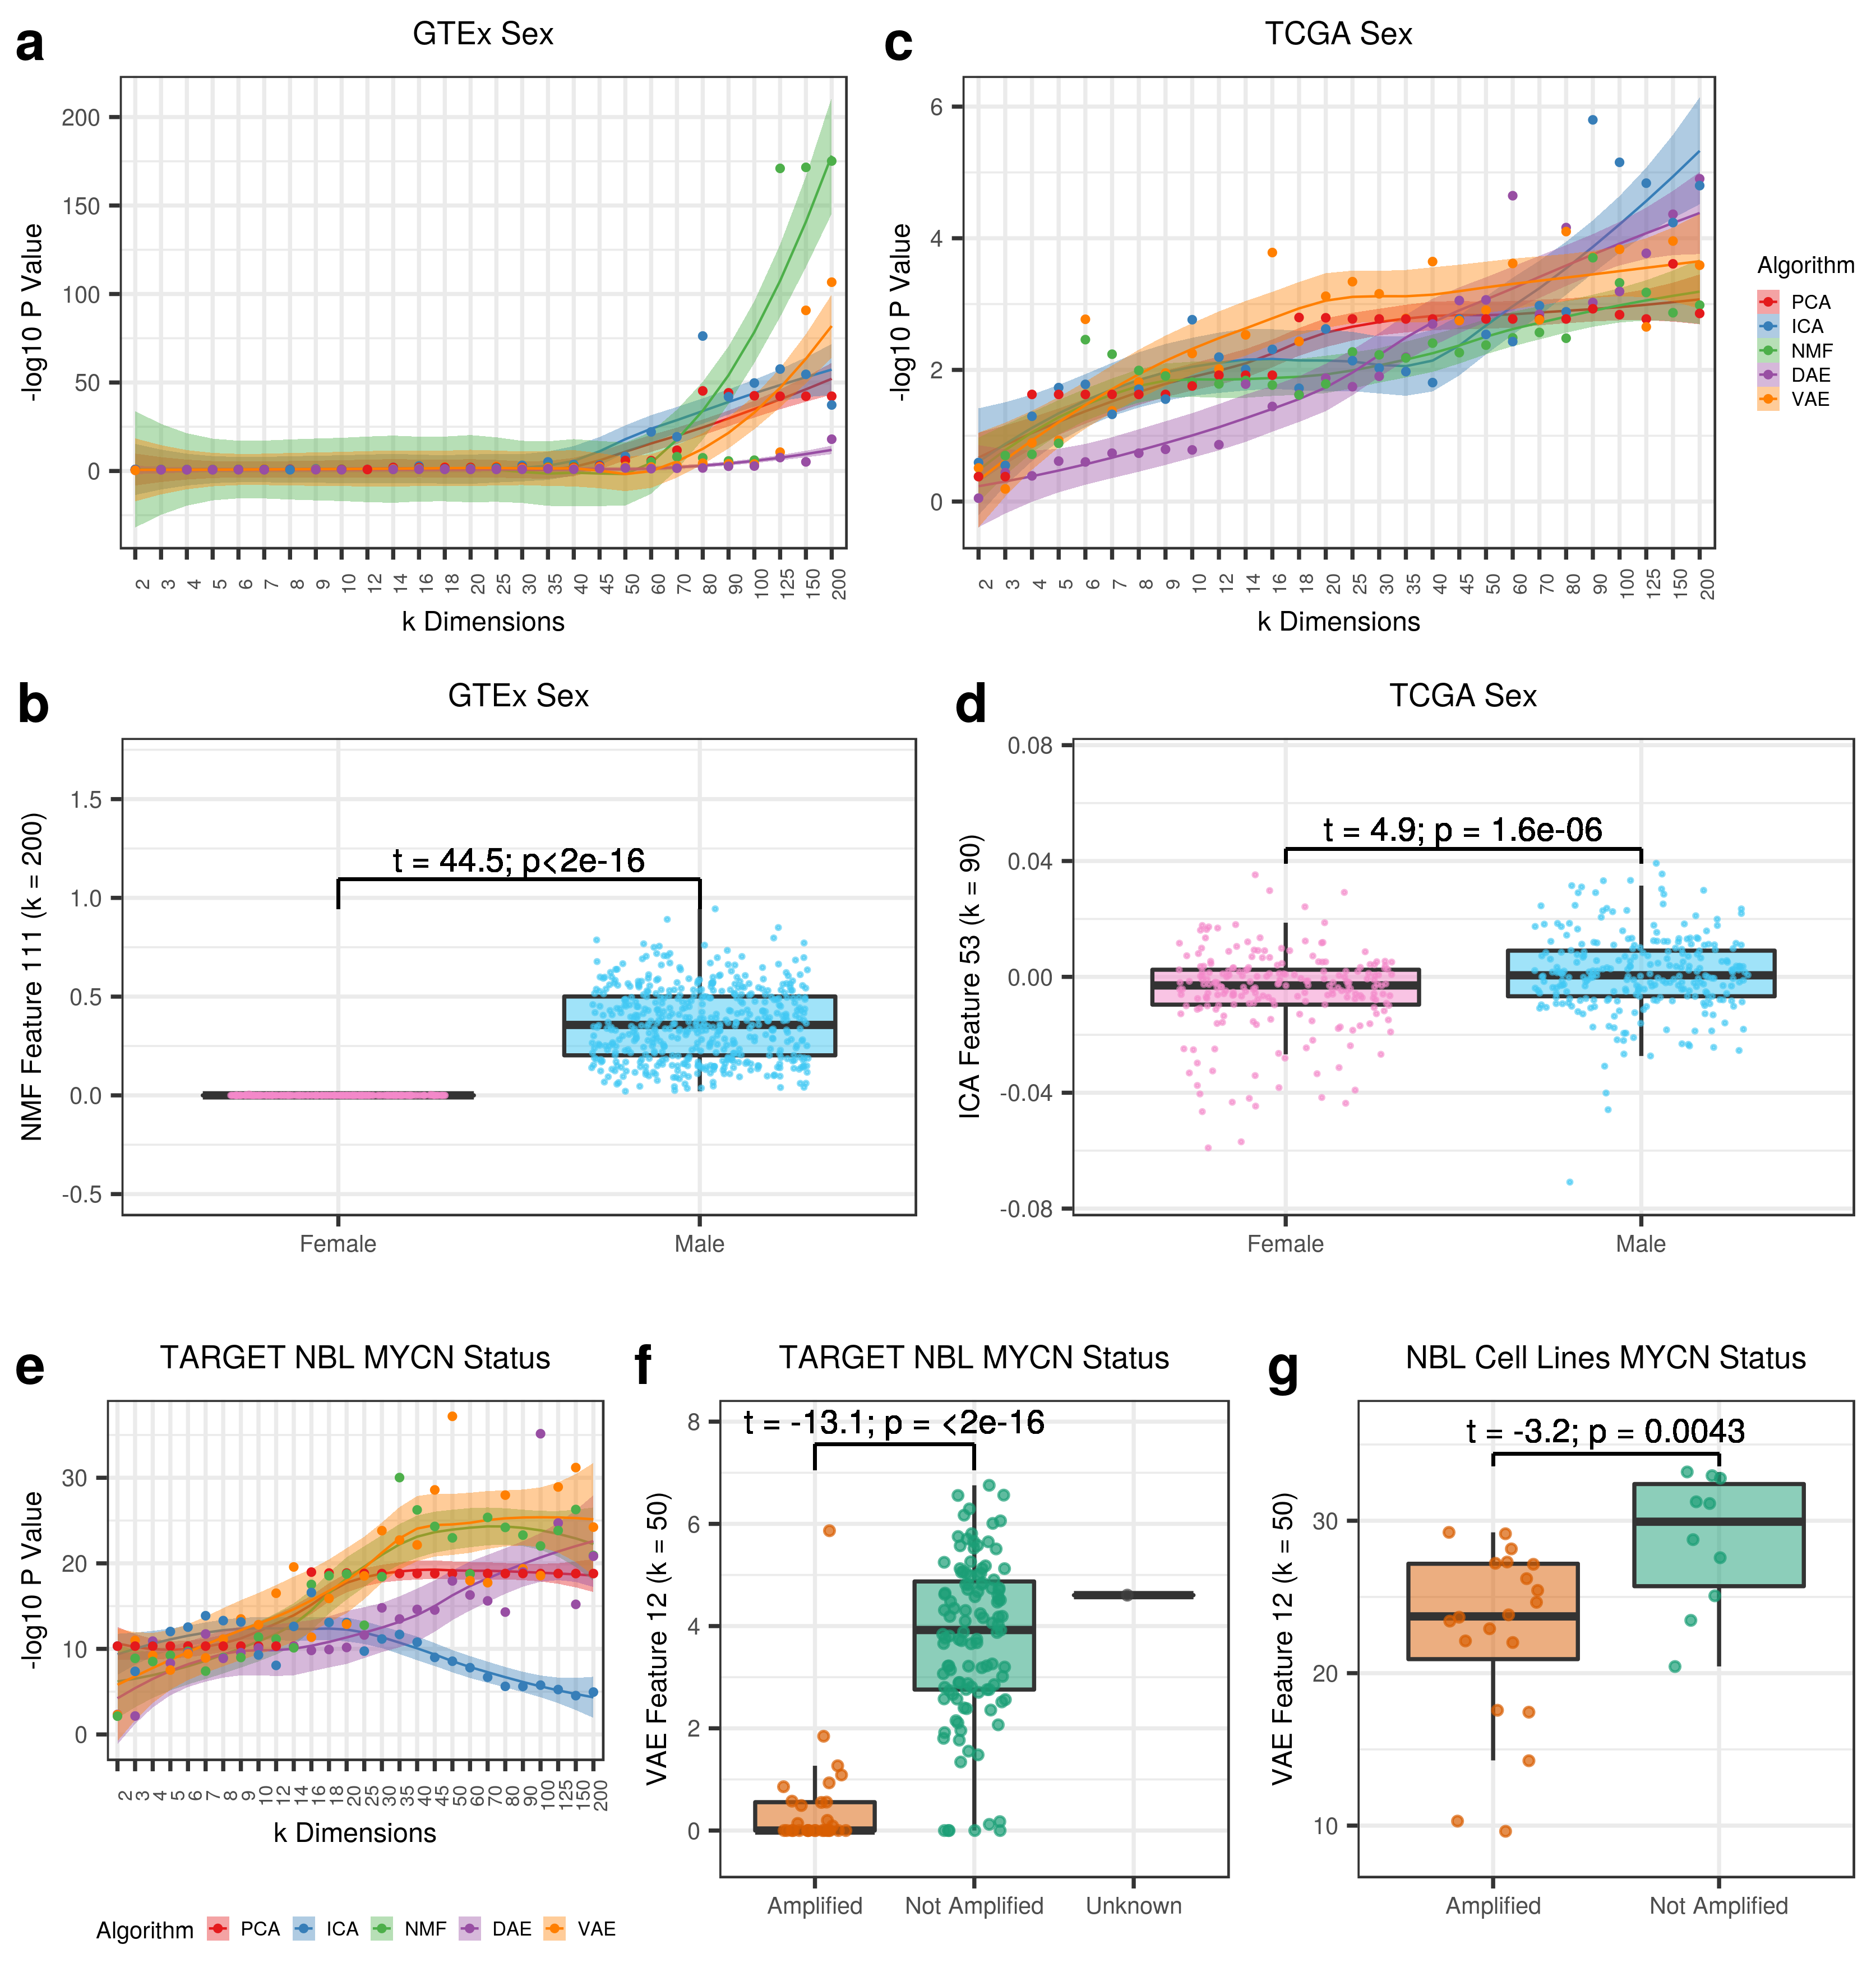 a
GTEx Sex
-log10 P Value
200
150
100
50
0
2 3 4 5 6 7 8 9 10 12 14 16 18 20 25 30 35 40 45 50 60 70 80 90 100 125 150 200
k Dimensions
c
TCGA Sex
-log10 P Value
6
4
2
0
2 3 4 5 6 7 8 9 10 12 14 16 18 20 25 30 35 40 45 50 60 70 80 90 100 125 150 200
k Dimensions
Algorithm
PCA
ICA
NMF
DAE
VAE
b
GTEx Sex
NMF Feature 111 (k = 200)
1.5
1.0
0.5
0.0
-0.5
t = 44.5; p<2e-16
Female Male
d
TCGA Sex
ICA Feature 53 (k = 90)
0.08
0.04
0.00
-0.04
-0.08
t = 4.9; p = 1.6e-06
Female Male
e
TARGET NBL MYCN Status
-log10 P Value
30
20
10
0
2 3 4 5 6 7 8 9 10 12 14 16 18 20 25 30 35 40 45 50 60 70 80 90 100 125 150 200
k Dimensions
Algorithm PCA ICA NMF DAE VAE
f
TARGET NBL MYCN Status
VAE Feature 12 (k = 50)
8
6
4
2
0
t = -13.1; p = <2e-16
Amplified Not Amplified Unknown
g
NBL Cell Lines MYCN Status
VAE Feature 12 (k = 50)
30
20
10
t = -3.2; p = 0.0043
Amplified Not Amplified